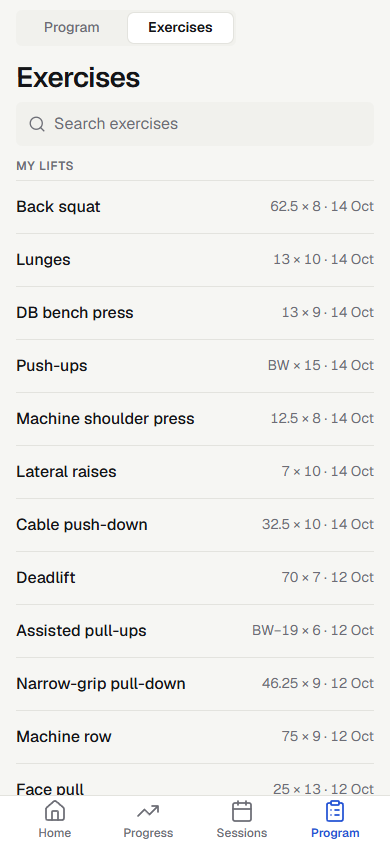 Program Exercises
Exercises
Search exercises
MY LIFTS
Back squat 62.5 × 8 · 14 Oct
Lunges 13 × 10 · 14 Oct
DB bench press 13 × 9 · 14 Oct
Push-ups BW × 15 · 14 Oct
Machine shoulder press 12.5 × 8 · 14 Oct
Lateral raises 7 × 10 · 14 Oct
Cable push-down 32.5 × 10 · 14 Oct
Deadlift 70 × 7 · 12 Oct
Assisted pull-ups BW−19 × 6 · 12 Oct
Narrow-grip pull-down 46.25 × 9 · 12 Oct
Machine row 75 × 9 · 12 Oct
Face pull 25 × 13 · 12 Oct
Home Progress Sessions Program